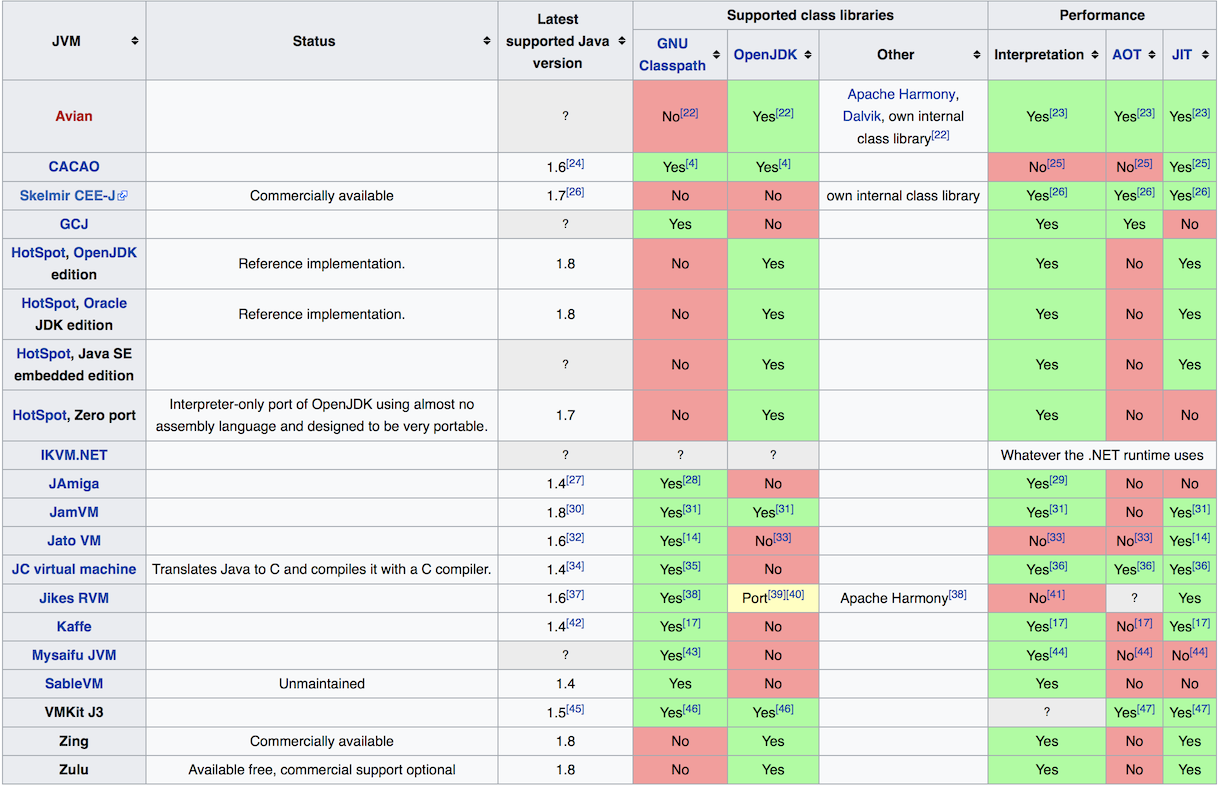 JVM Status Latest supported Java version Supported class libraries Performance
GNU Classpath OpenJDK Other Interpretation AOT JIT
Avian ? No[22] Yes[22] Apache Harmony, Dalvik, own internal class library[22] Yes[23] Yes[23] Yes[23]
CACAO 1.6[24] Yes[4] Yes[4] No[25] No[25] Yes[25]
Skelmir CEE-J Commercially available 1.7[26] No No own internal class library Yes[26] Yes[26] Yes[26]
GCJ ? Yes No Yes Yes No
HotSpot, OpenJDK edition Reference implementation. 1.8 No Yes Yes No Yes
HotSpot, Oracle JDK edition Reference implementation. 1.8 No Yes Yes No Yes
HotSpot, Java SE embedded edition ? No Yes Yes No Yes
HotSpot, Zero port Interpreter-only port of OpenJDK using almost no assembly language and designed to be very portable. 1.7 No Yes Yes No No
IKVM.NET ? ? ? Whatever the .NET runtime uses
JAmiga 1.4[27] Yes[28] No Yes[29] No No
JamVM 1.8[30] Yes[31] Yes[31] Yes[31] No Yes[31]
Jato VM 1.6[32] Yes[14] No[33] No[33] No[33] Yes[14]
JC virtual machine Translates Java to C and compiles it with a C compiler. 1.4[34] Yes[35] No Yes[36] Yes[36] Yes[36]
Jikes RVM 1.6[37] Yes[38] Port[39][40] Apache Harmony[38] No[41] ? Yes
Kaffe 1.4[42] Yes[17] No Yes[17] No[17] Yes[17]
Mysaifu JVM ? Yes[43] No Yes[44] No[44] No[44]
SableVM Unmaintained 1.4 Yes No Yes No No
VMKit J3 1.5[45] Yes[46] Yes[46] ? Yes[47] Yes[47]
Zing Commercially available 1.8 No Yes Yes No Yes
Zulu Available free, commercial support optional 1.8 No Yes Yes No Yes